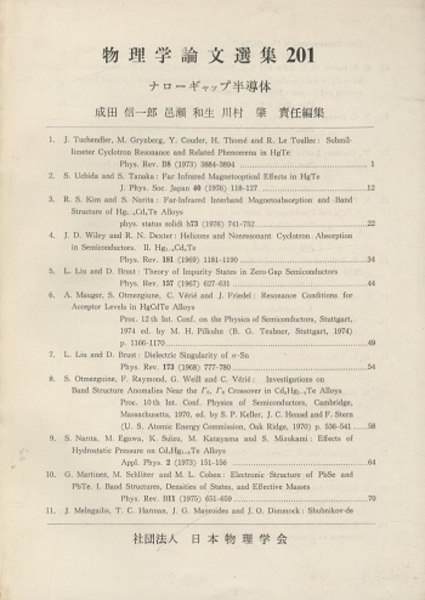 物理学論文選集 201
ナローギャップ半導体
成田 信一郎 邑瀬 和生 川村 肇 責任編集
1. J. Tuchendler, M. Grynberg, Y. Couder, H. Thomé and R. Le Toullec: Submil-
limeter Cyclotron Resonance and Related Phenomena in HgTe
Phys. Rev. B8 (1973) 3884-3894 1
2. S. Uchida and S. Tanaka: Far Infrared Magnetooptical Effects in HgTe
J. Phys. Soc. Japan 40 (1976) 118-127 12
3. R. S. Kim and S. Narita: Far-Infrared Interband Magnetoabsorption and Band
Structure of Hg₁₋ₓCdₓTe Alloys
phys. status solidi b73 (1976) 741-752 22
4. J. D. Wiley and R. N. Dexter: Helicons and Nonresonant Cyclotron Absorption
in Semiconductors. II. Hg₁₋ₓCdₓTe
Phys. Rev. 181 (1969) 1181-1190 34
5. L. Liu and D. Brust: Theory of Impurity States in Zero-Gap Semiconductors
Phys. Rev. 157 (1967) 627-631 44
6. A. Mauger, S. Otmezguine, C. Vérié and J. Friedel: Resonance Conditions for
Acceptor Levels in HgCdTe Alloys
Proc. 12th Int. Conf. on the Physics of Semiconductors, Stuttgart,
1974 ed. by M. H. Pilkuhn (B. G. Teubner, Stuttgart, 1974)
p. 1166-1170 49
7. L. Liu and D. Brust: Dielectric Singularity of α-Sn
Phys. Rev. 173 (1968) 777-780 54
8. S. Otmezguine, F. Raymond, G. Weill and C. Vérié: Investigations on
Band Structure Anomalies Near the Γ₆, Γ₈ Crossover in CdₓHg₁₋ₓTe Alloys
Proc. 10th Int. Conf. Physics of Semiconductors, Cambridge,
Massachusetts, 1970, ed. by S. P. Keller, J. C. Hensel and F. Stern
(U. S. Atomic Energy Commission, Oak Ridge, 1970) p. 536-541 58
9. S. Narita, M. Egawa, K. Suizu, M. Katayama and S. Mizukami: Effects of
Hydrostatic Pressure on CdₓHg₁₋ₓTe Alloys
Appl. Phys. 2 (1973) 151-156 64
10. G. Martinez, M. Schlüter and M. L. Cohen: Electronic Structure of PbSe and
PbTe. I. Band Structures, Densities of States, and Effective Masses
Phys. Rev. B11 (1975) 651-659 70
11. J. Melngailis, T. C. Harman, J. G. Mavroides and J. O. Dimmock: Shubnikov-de
社団法人 日本物理学会